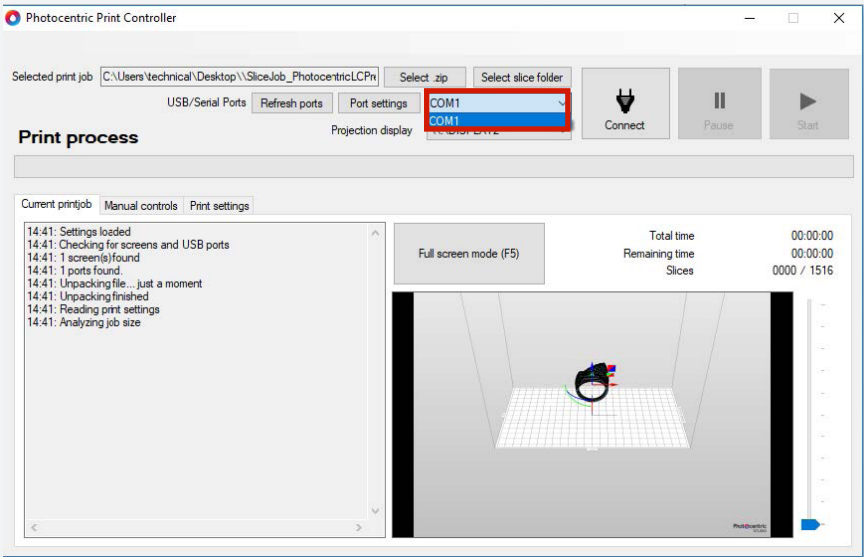 Photocentric Print Controller
Selected print job C:\Users\technical\Desktop\\SliceJob_PhotocentricLCPr Select .zip Select slice folder
USB/Serial Ports Refresh ports Port settings COM1
COM1
Print process
Projection display
Connect
Pause
Start
Current printjob Manual controls Print settings
14:41: Settings loaded
14:41: Checking for screens and USB ports
14:41: 1 screen(s)found
14:41: 1 ports found.
14:41: Unpacking file... just a moment
14:41: Unpacking finished
14:41: Reading print settings
14:41: Analyzing job size
Full screen mode (F5)
Total time 00:00:00
Remaining time 00:00:00
Slices 0000 / 1516
Photocentric